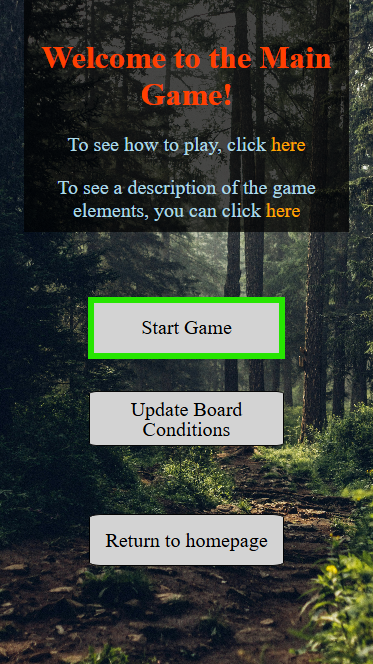 Welcome to the Main
Game!
To see how to play, click here
To see a description of the game
elements, you can click here
Start Game
Update Board
Conditions
Return to homepage